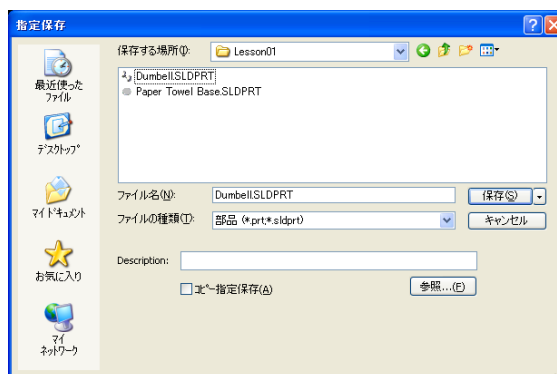 指定保存
保存する場所(I):
Lesson01
最近使った
ファイル
デスクトップ
マイ ドキュメント
お気に入り
マイ
ネットワーク
Dumbell.SLDPRT
Paper Towel Base.SLDPRT
ファイル名(N):
Dumbell.SLDPRT
保存(S)
ファイルの種類(T):
部品 (*.prt;*.sldprt)
キャンセル
Description:
コピー指定保存(A)
参照...(F)